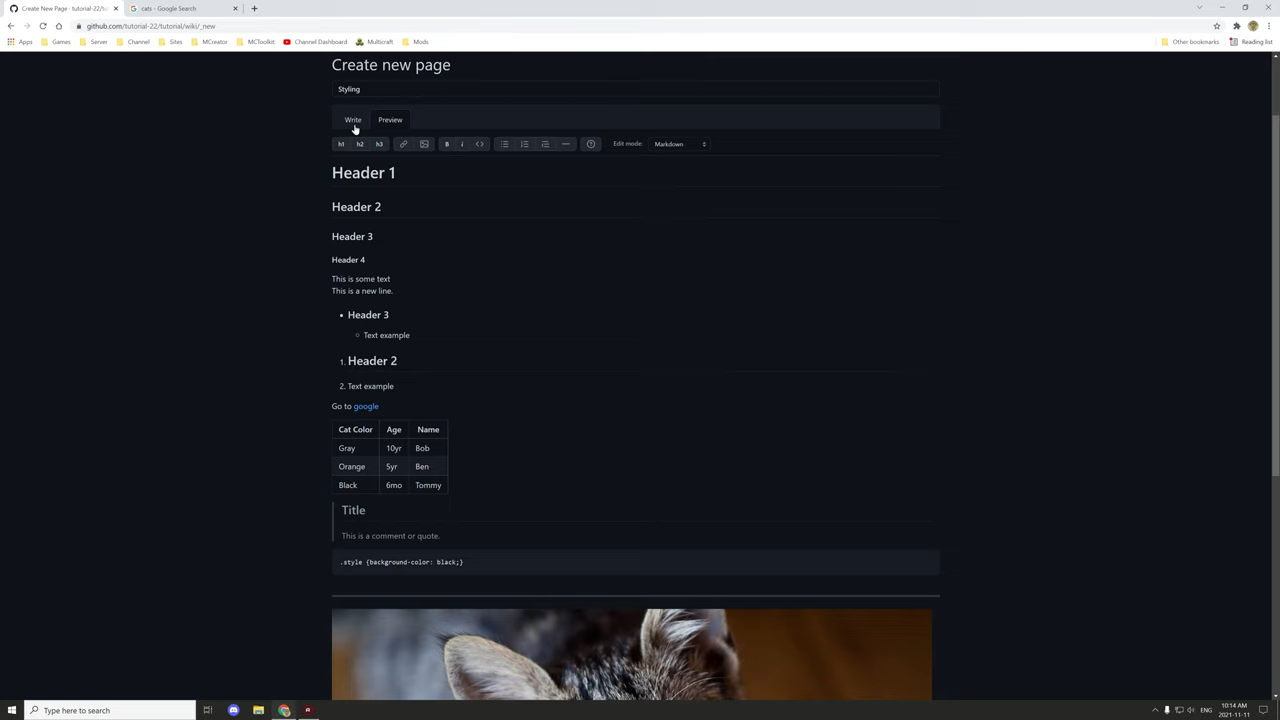 Create New Page · tutorial-22/tu
cats - Google Search
github.com/tutorial-22/tutorial/wiki/_new
Apps
Games
Server
Channel
Sites
MCreator
MCToolkit
Channel Dashboard
Multicraft
Mods
Other bookmarks
Reading list
Create new page
Styling
Write
Preview
h1 h2 h3
B i <>
Edit mode:
Markdown
Header 1
Header 2
Header 3
Header 4
This is some text
This is a new line.
• Header 3
◦ Text example
1. Header 2
2. Text example
Go to google
Cat Color Age Name
Gray 10yr Bob
Orange 5yr Ben
Black 6mo Tommy
Title
This is a comment or quote.
.style {background-color: black;}
Type here to search
ENG
10:14 AM
2021-11-11